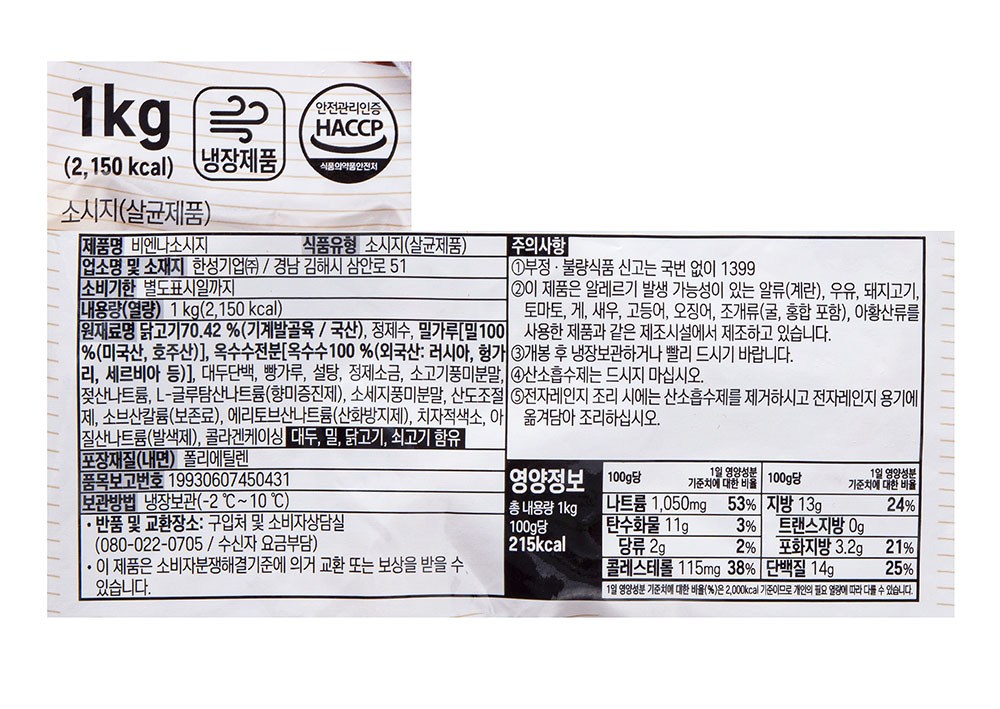 1kg
(2,150 kcal)
냉장제품
안전관리인증
HACCP
식품의약품안전처
소시지(살균제품)
제품명 비엔나소시지 식품유형 소시지(살균제품)
업소명 및 소재지 한성기업㈜ / 경남 김해시 삼안로 51
소비기한 별도표시일까지
내용량(열량) 1 kg(2,150 kcal)
원재료명 닭고기70.42 %(기계발골육 / 국산), 정제수, 밀가루[밀100
%(미국산, 호주산)], 옥수수전분[옥수수100 %(외국산: 러시아, 헝가
리, 세르비아 등)], 대두단백, 빵가루, 설탕, 정제소금, 소고기풍미분말,
젖산나트륨, L-글루탐산나트륨(향미증진제), 소세지풍미분말, 산도조절
제, 소브산칼륨(보존료), 에리토브산나트륨(산화방지제), 치자적색소, 아
질산나트륨(발색제), 콜라겐케이싱 대두, 밀, 닭고기, 쇠고기 함유
포장재질(내면) 폴리에틸렌
품목보고번호 19930607450431
보관방법 냉장보관(-2 ℃~10 ℃)
• 반품 및 교환장소: 구입처 및 소비자상담실
(080-022-0705 / 수신자 요금부담)
• 이 제품은 소비자분쟁해결기준에 의거 교환 또는 보상을 받을 수
있습니다.
주의사항
①부정·불량식품 신고는 국번 없이 1399
②이 제품은 알레르기 발생 가능성이 있는 알류(계란), 우유, 돼지고기,
토마토, 게, 새우, 고등어, 오징어, 조개류(굴, 홍합 포함), 아황산류를
사용한 제품과 같은 제조시설에서 제조하고 있습니다.
③개봉 후 냉장보관하거나 빨리 드시기 바랍니다.
④산소흡수제는 드시지 마십시오.
⑤전자레인지 조리 시에는 산소흡수제를 제거하시고 전자레인지 용기에
옮겨담아 조리하십시오.
영양정보
총 내용량 1kg
100g당
215kcal
100g당 1일 영양성분 기준치에 대한 비율 100g당 1일 영양성분 기준치에 대한 비율
나트륨 1,050mg 53% 지방 13g 24%
탄수화물 11g 3% 트랜스지방 0g
당류 2g 2% 포화지방 3.2g 21%
콜레스테롤 115mg 38% 단백질 14g 25%
1일 영양성분 기준치에 대한 비율(%)은 2,000kcal 기준이므로 개인의 필요 열량에 따라 다를 수 있습니다.